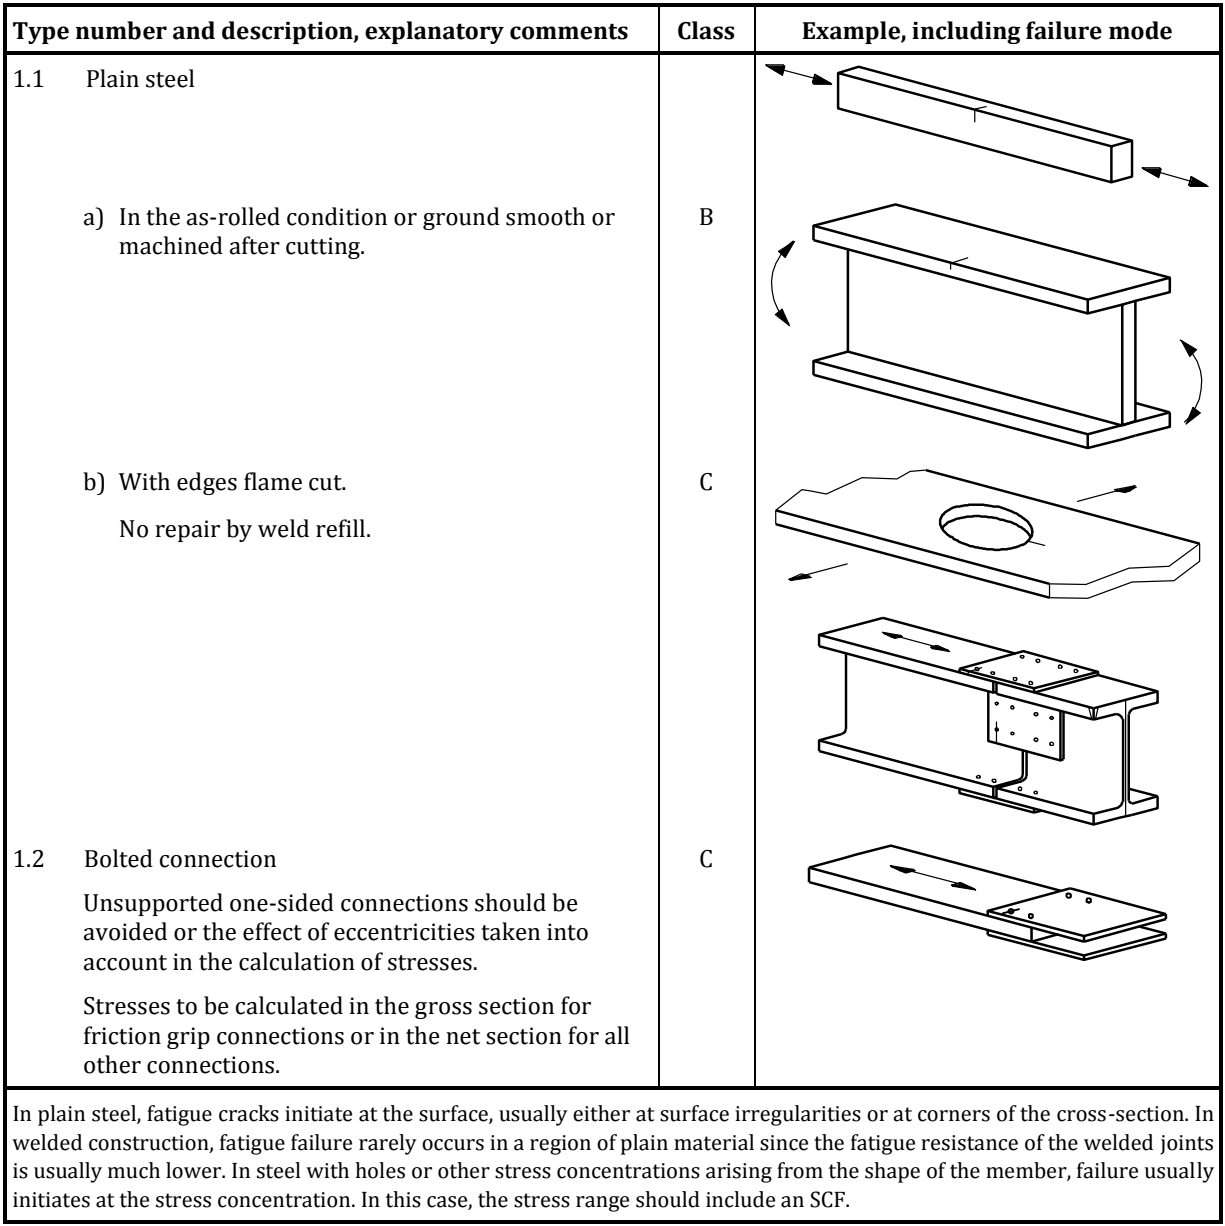 Type number and description, explanatory comments Class Example, including failure mode
1.1 Plain steel
a) In the as-rolled condition or ground smooth or B
machined after cutting.
b) With edges flame cut. C
No repair by weld refill.
1.2 Bolted connection C
Unsupported one-sided connections should be
avoided or the effect of eccentricities taken into
account in the calculation of stresses.
Stresses to be calculated in the gross section for
friction grip connections or in the net section for all
other connections.
In plain steel, fatigue cracks initiate at the surface, usually either at surface irregularities or at corners of the cross-section. In
welded construction, fatigue failure rarely occurs in a region of plain material since the fatigue resistance of the welded joints
is usually much lower. In steel with holes or other stress concentrations arising from the shape of the member, failure usually
initiates at the stress concentration. In this case, the stress range should include an SCF.